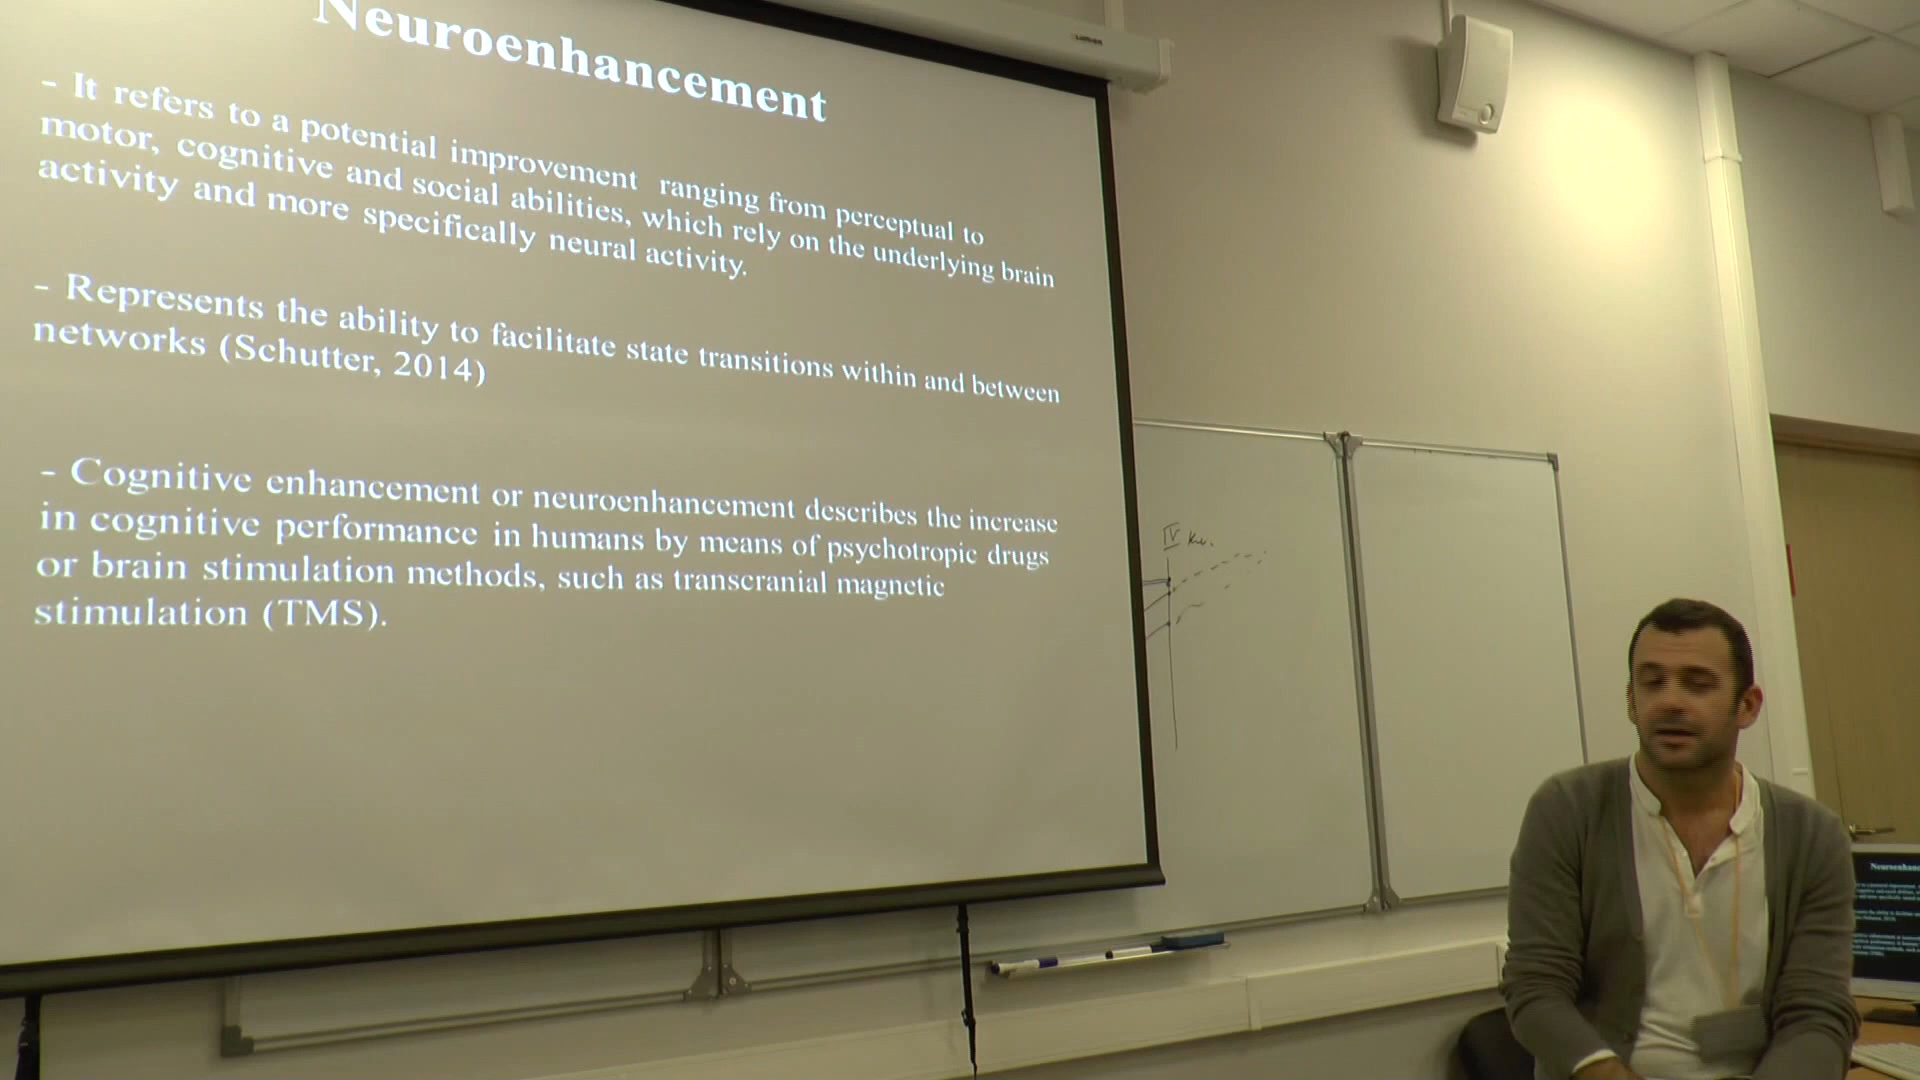 Neuroenhancement
- It refers to a potential improvement ranging from perceptual to
motor, cognitive and social abilities, which rely on the underlying brain
activity and more specifically neural activity.
- Represents the ability to facilitate state transitions within and between
networks (Schutter, 2014)
- Cognitive enhancement or neuroenhancement describes the increase
in cognitive performance in humans by means of psychotropic drugs
or brain stimulation methods, such as transcranial magnetic
stimulation (TMS).
IV